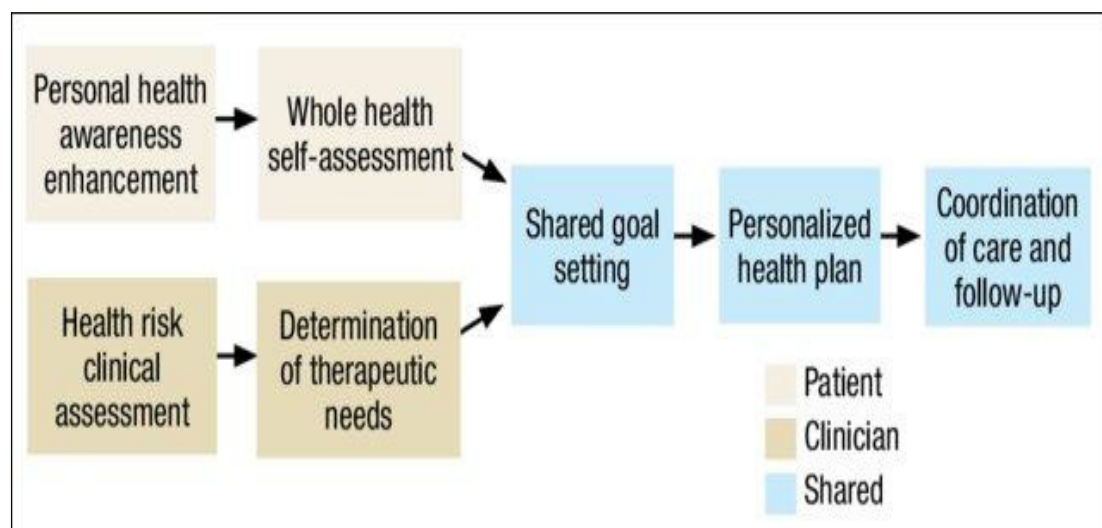 Personal health
awareness
enhancement
Whole health
self-assessment
Health risk
clinical
assessment
Determination
of therapeutic
needs
Shared goal
setting
Personalized
health plan
Coordination
of care and
follow-up
Patient
Clinician
Shared